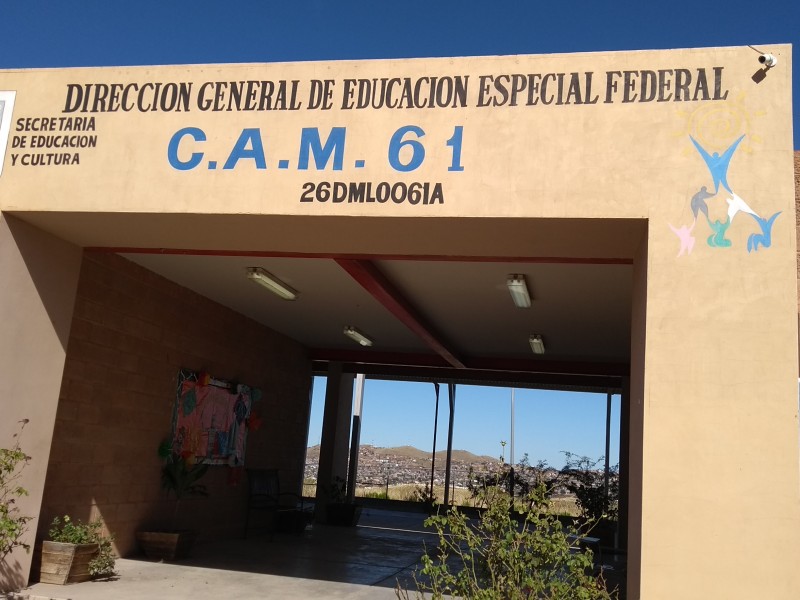 DIRECCION GENERAL DE EDUCACION ESPECIAL FEDERAL
SECRETARIA
DE EDUCACION
Y CULTURA
C.A.M. 61
26DML0061A